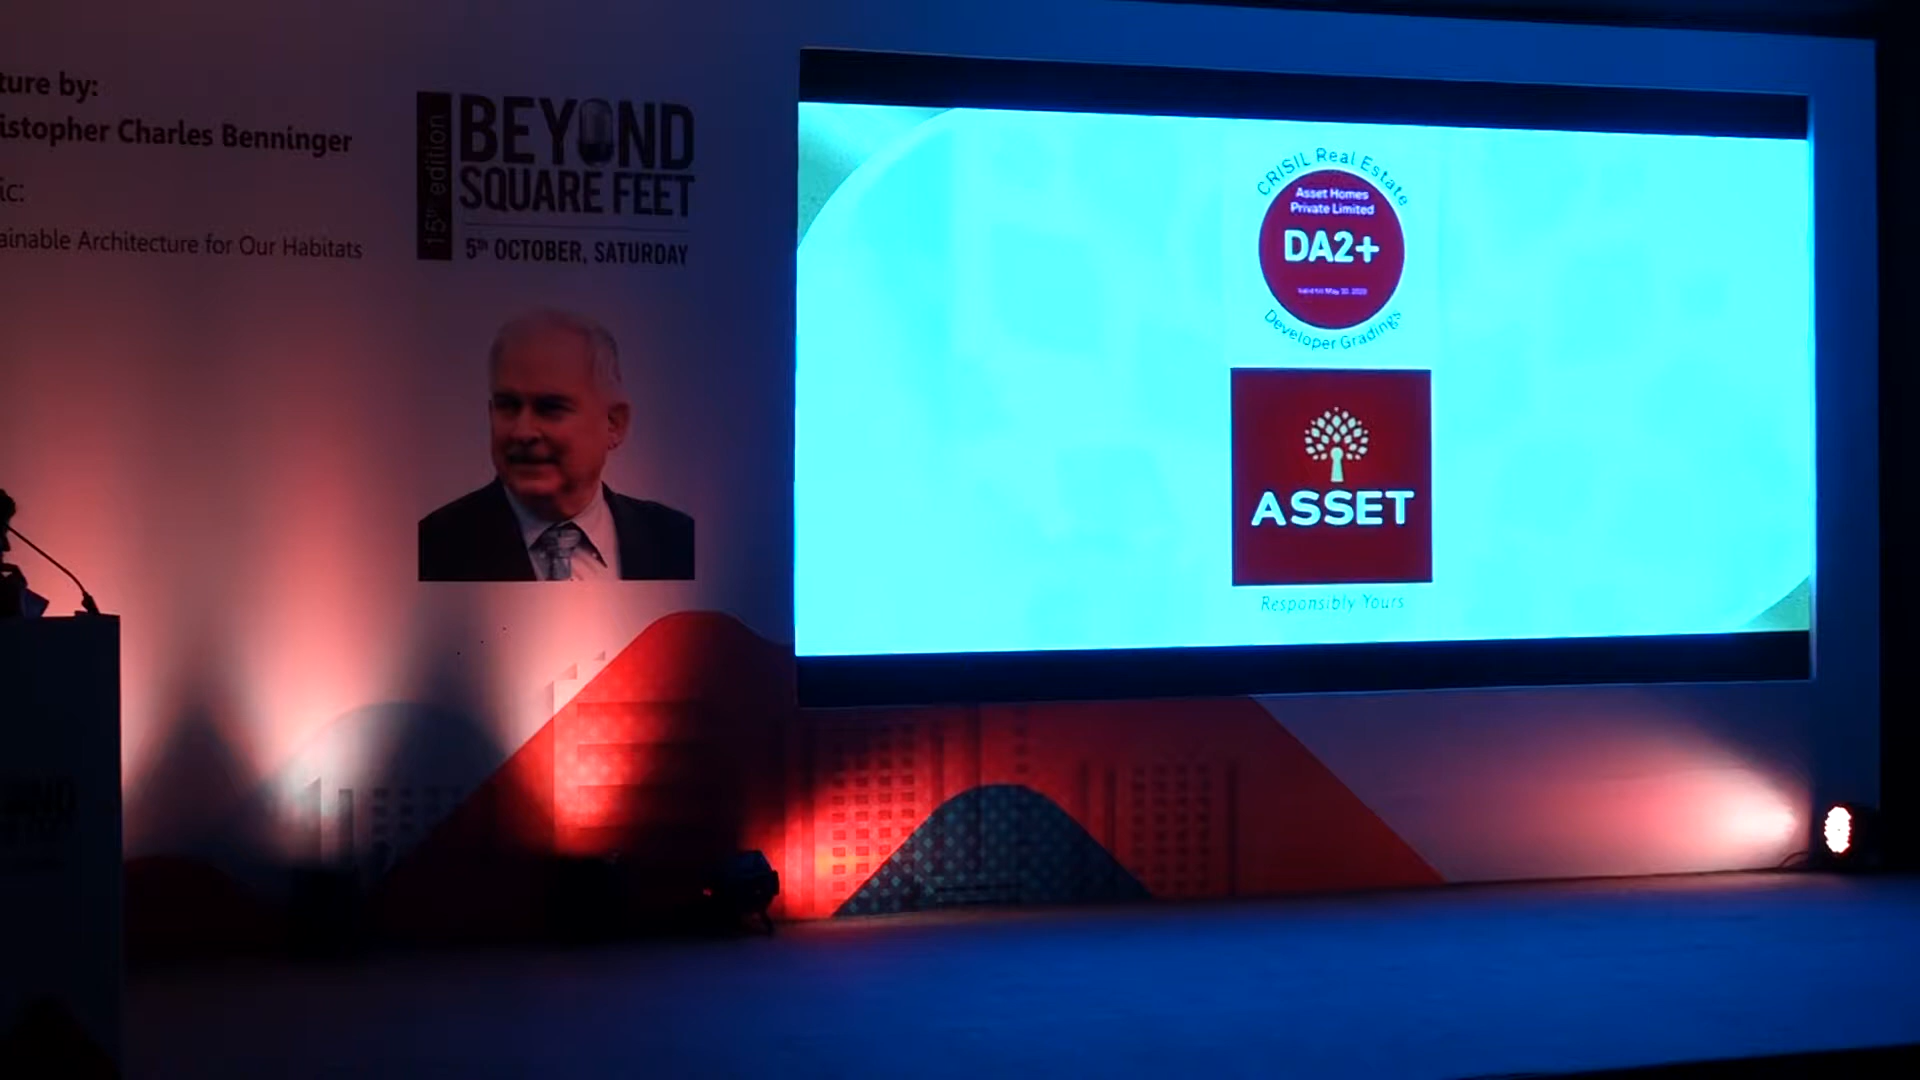 ture by:
istopher Charles Benninger
ic:
ainable Architecture for Our Habitats
15th edition
BEYOND
SQUARE FEET
5th OCTOBER, SATURDAY
CRISIL Real Estate
Asset Homes
Private Limited
DA2+
Developer Gradings
ASSET
Responsibly Yours